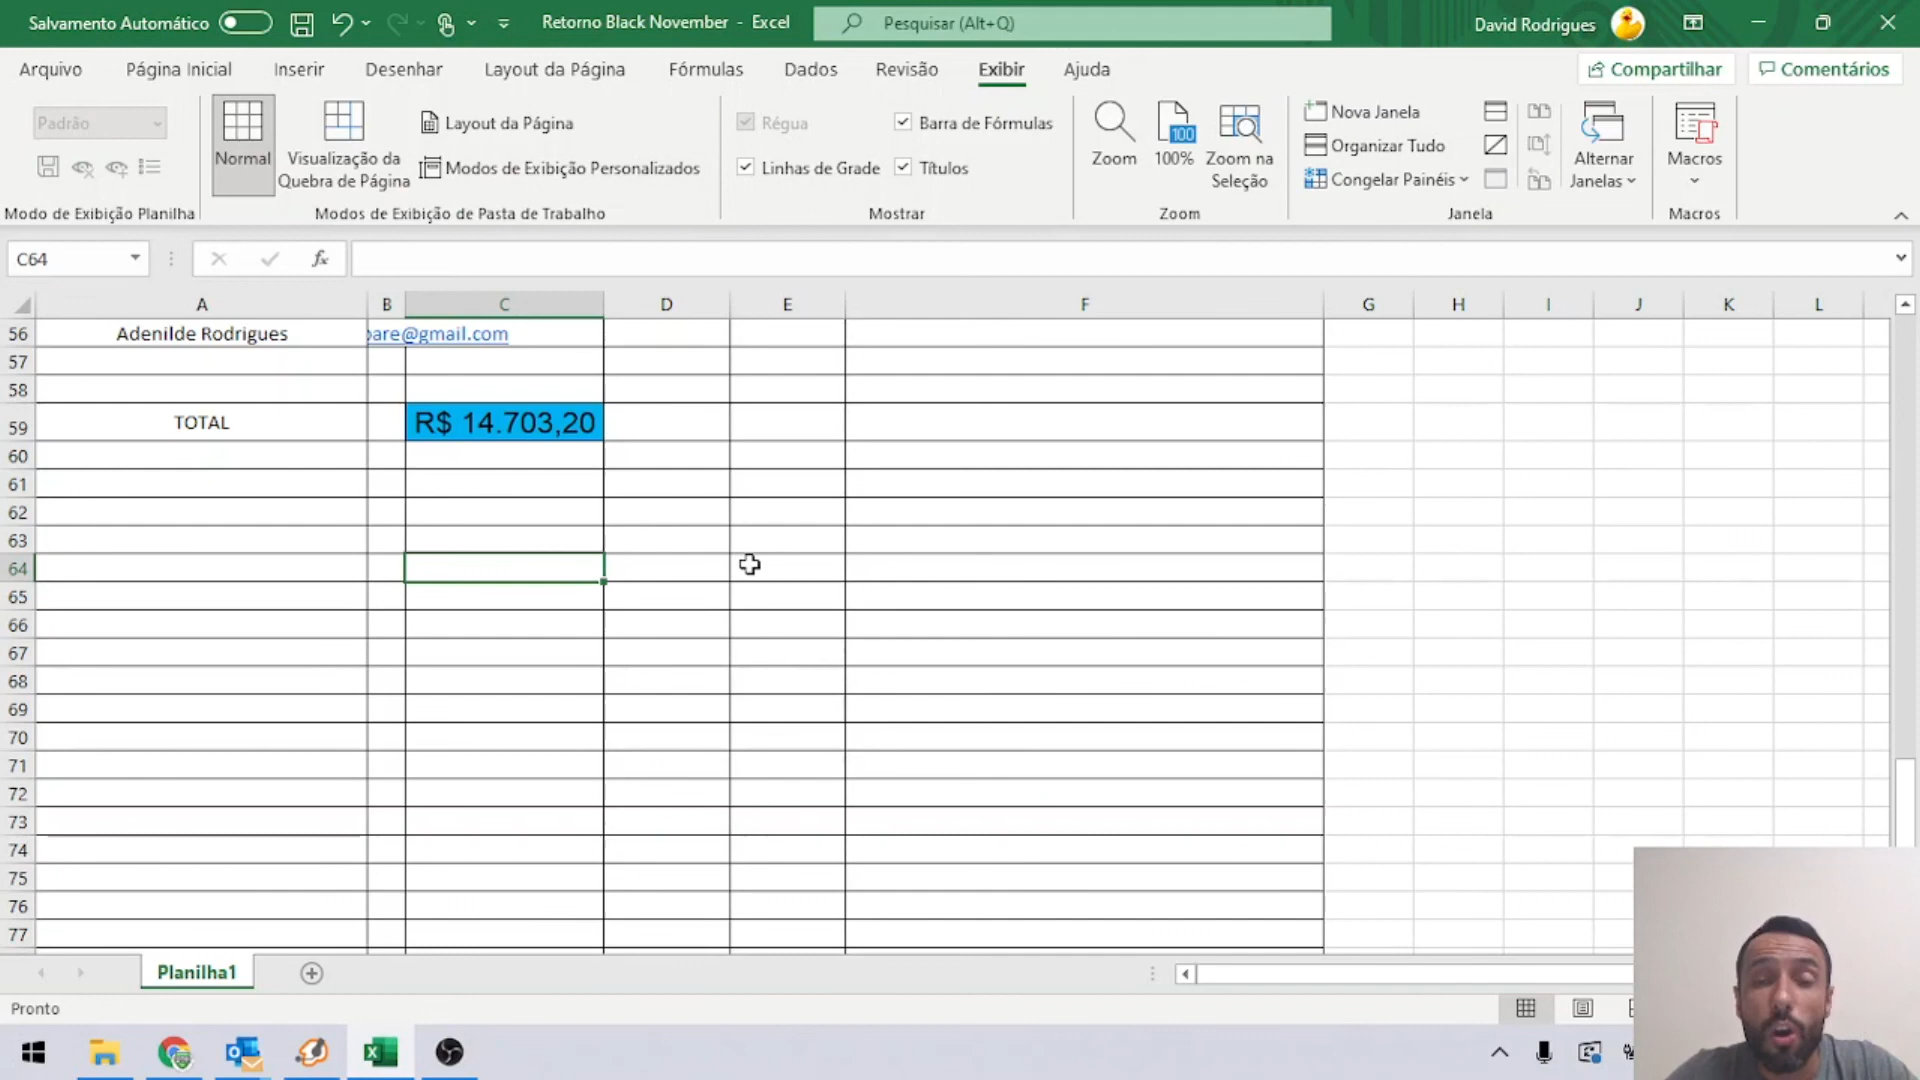 Salvamento Automático
Retorno Black November - Excel
Pesquisar (Alt+Q)
David Rodrigues
Arquivo
Página Inicial
Inserir
Desenhar
Layout da Página
Fórmulas
Dados
Revisão
Exibir
Ajuda
Compartilhar
Comentários
Padrão
Normal
Visualização da
Quebra de Página
Layout da Página
Modos de Exibição Personalizados
Régua
Barra de Fórmulas
Linhas de Grade
Títulos
Zoom
100
100%
Zoom na
Seleção
Nova Janela
Organizar Tudo
Congelar Painéis
Alternar
Janelas
Macros
Modo de Exibição Planilha
Modos de Exibição de Pasta de Trabalho
Mostrar
Zoom
Janela
Macros
C64
fx
A B C D E F G H I J K L
56 Adenilde Rodrigues pare@gmail.com
57
58
59 TOTAL R$ 14.703,20
60
61
62
63
64
65
66
67
68
69
70
71
72
73
74
75
76
77
Planilha1
Pronto